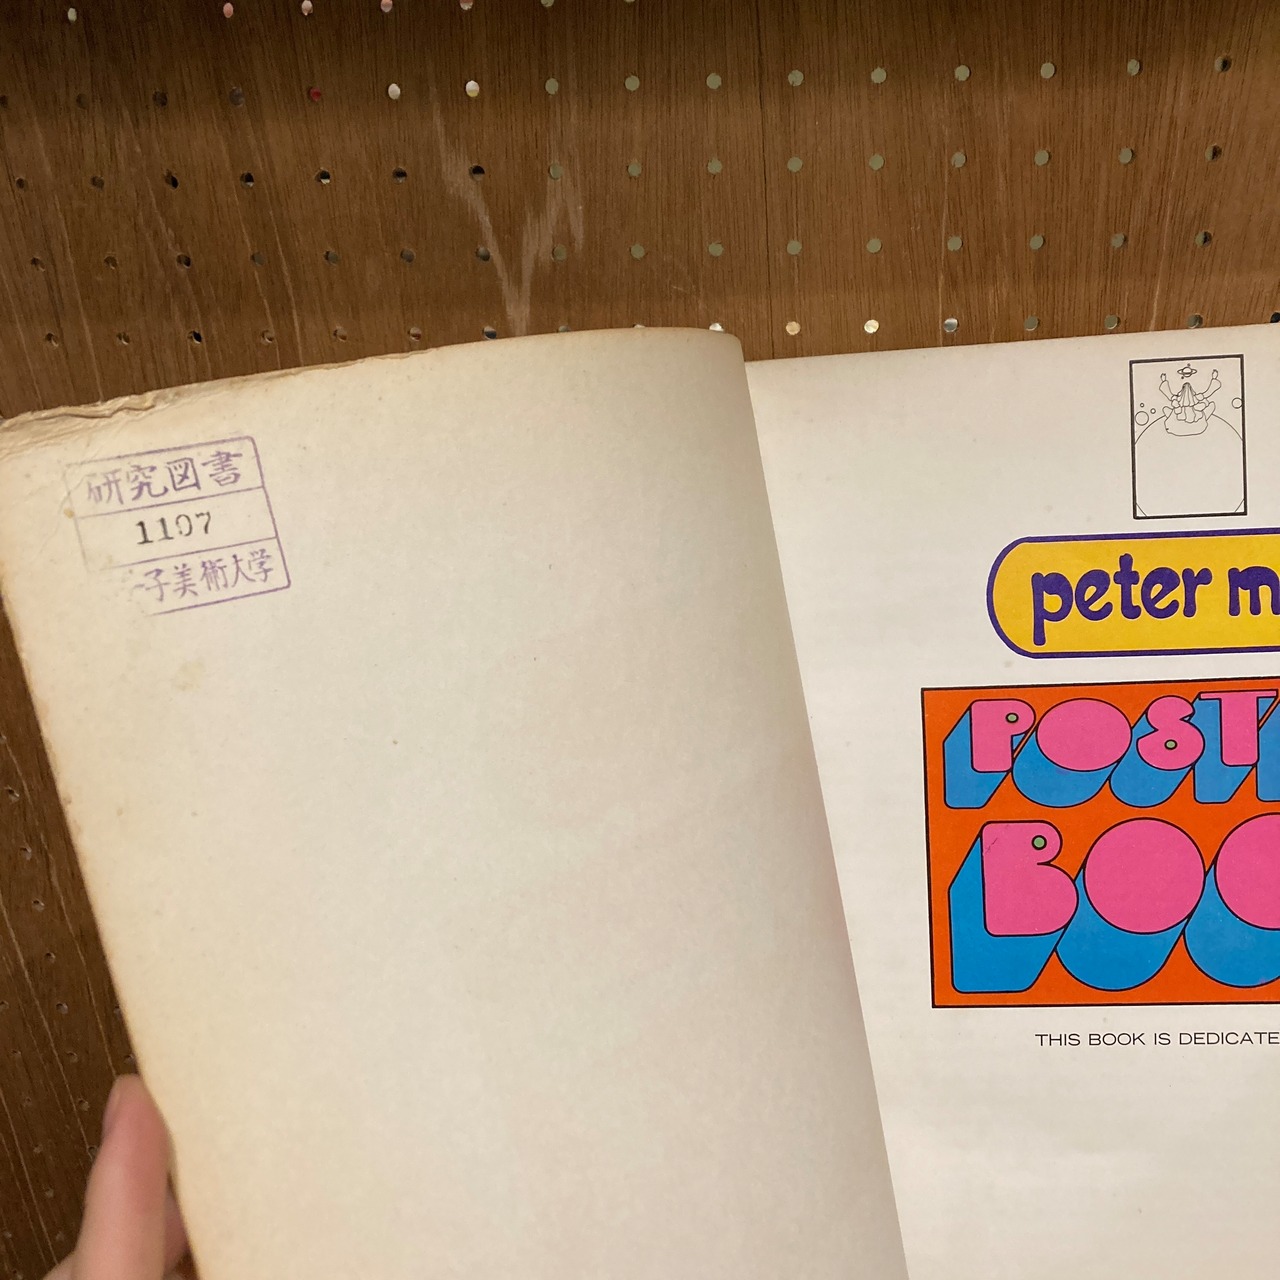 研究図書
1107
子美術大学
peter m
POST
BOO
THIS BOOK IS DEDICATE